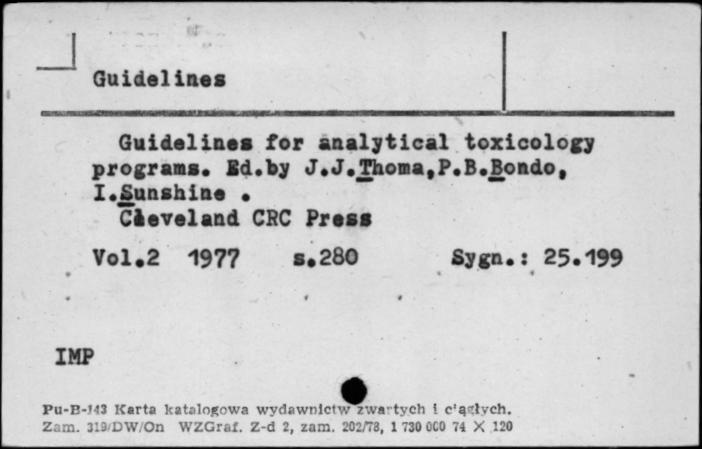 Guidelines
Guidelines for analytical toxicology
programs. Ed.by J.J.Thoma,P.B.Bondo,
I.Sunshine .
Cleveland CRC Press
Vol.2 1977 s.280 Sygn.: 25.199
IMP
Pu-B-143 Karta katalogowa wydawnictw zwartych i ciągłych.
Zam. 319/DW/On WZGraf. Z-d 2, zam. 202/78, 1 730 000 74 × 120